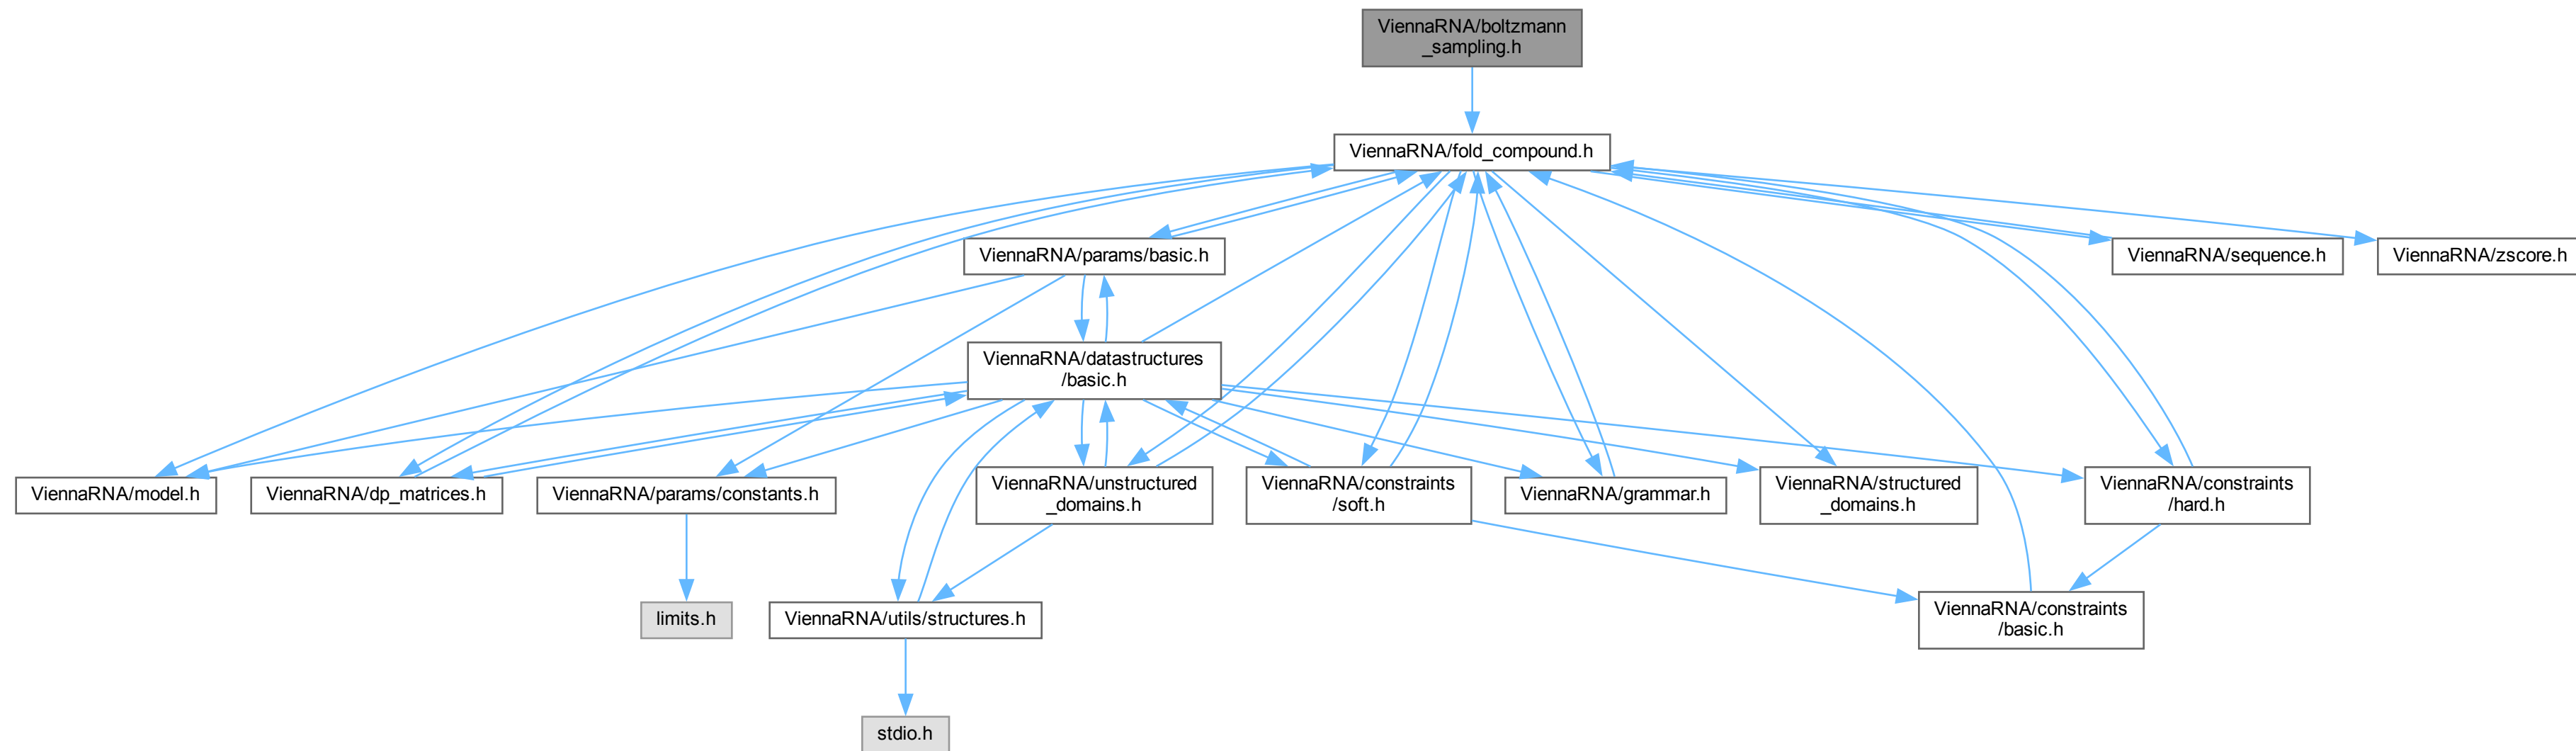 ViennaRNA/boltzmann
_sampling.h
ViennaRNA/fold_compound.h
ViennaRNA/params/basic.h
ViennaRNA/sequence.h
ViennaRNA/zscore.h
ViennaRNA/datastructures
/basic.h
ViennaRNA/model.h
ViennaRNA/dp_matrices.h
ViennaRNA/params/constants.h
ViennaRNA/unstructured
_domains.h
ViennaRNA/constraints
/soft.h
ViennaRNA/grammar.h
ViennaRNA/structured
_domains.h
ViennaRNA/constraints
/hard.h
limits.h
ViennaRNA/utils/structures.h
ViennaRNA/constraints
/basic.h
stdio.h